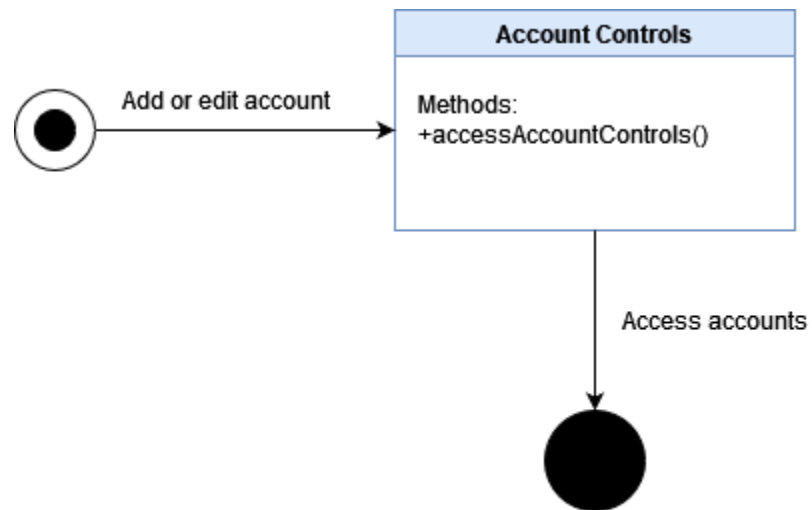 Account Controls
Add or edit account
Methods:
+accessAccountControls()
Access accounts